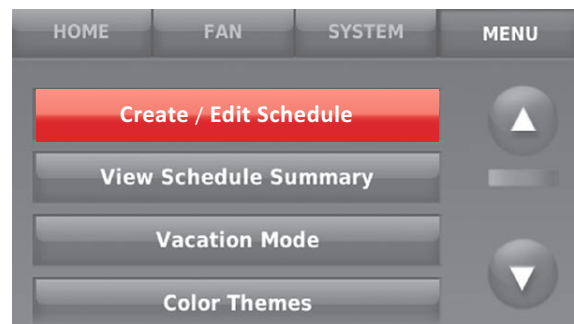 HOME FAN SYSTEM MENU
Create / Edit Schedule
View Schedule Summary
Vacation Mode
Color Themes